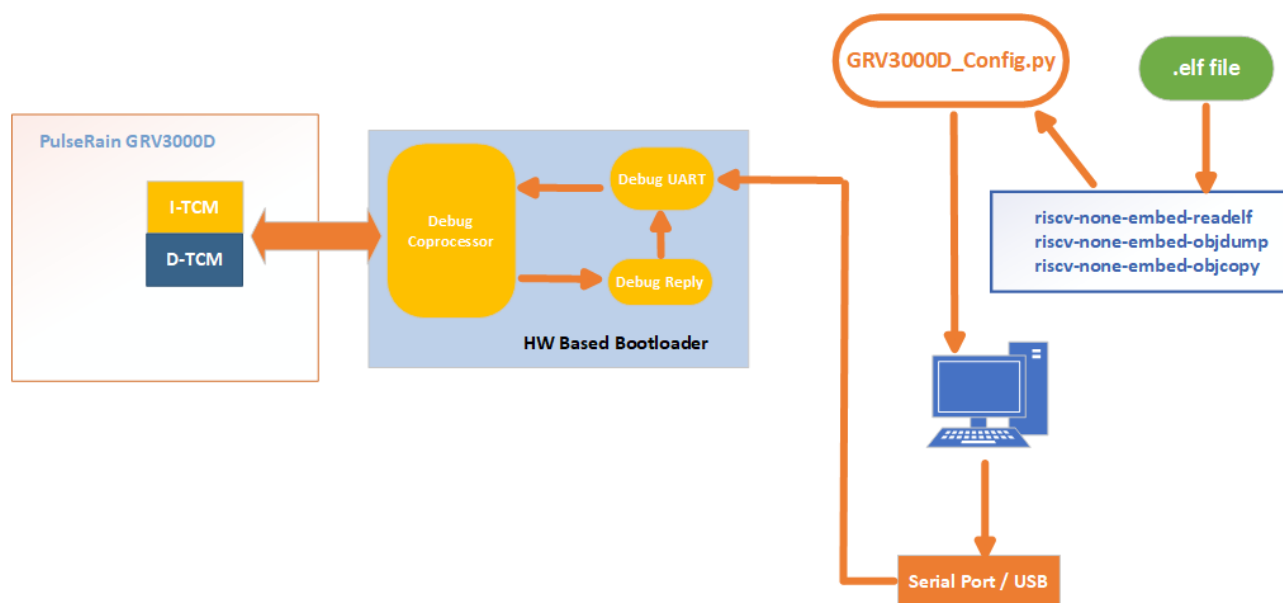 GRV3000D_Config.py
.elf file
PulseRain GRV3000D
I-TCM
D-TCM
Debug
Coprocessor
Debug UART
Debug Reply
HW Based Bootloader
riscv-none-embed-readelf
riscv-none-embed-objdump
riscv-none-embed-objcopy
Serial Port / USB